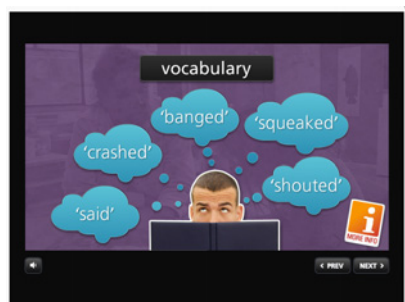 vocabulary
‘banged’
‘squeaked’
‘crashed’
‘shouted’
‘said’
i
MORE INFO
< PREV
NEXT >